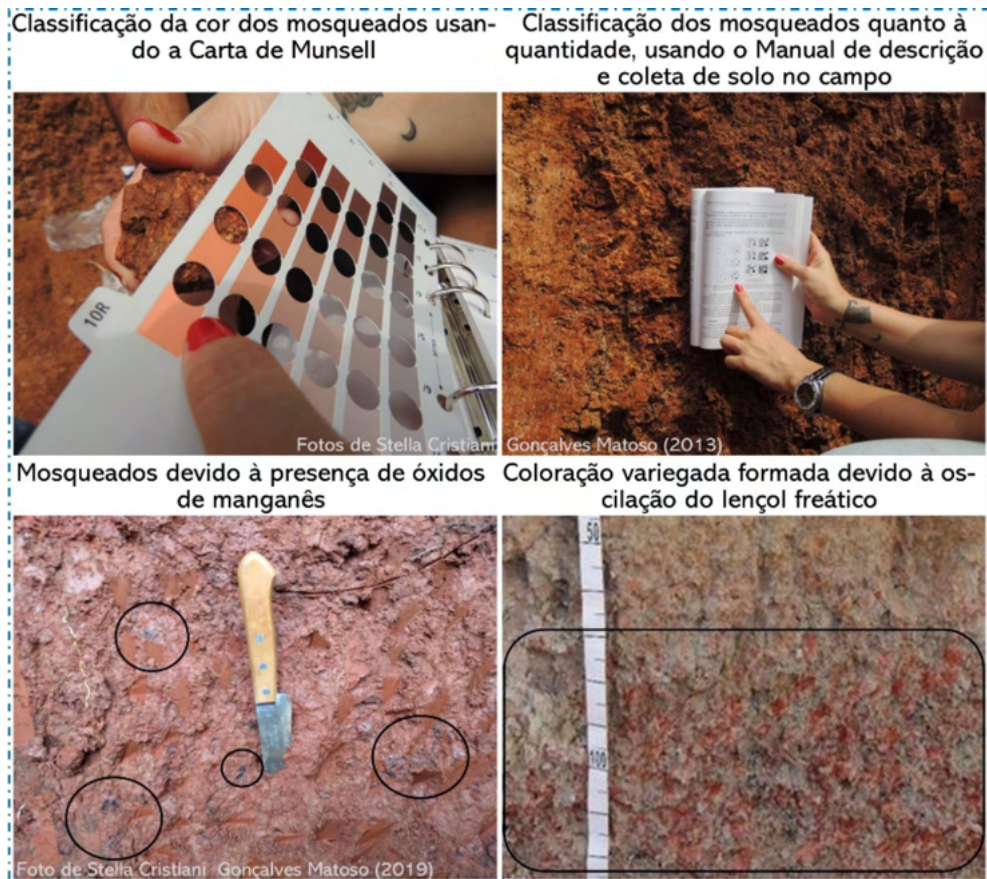 Classificação da cor dos mosqueados usan-
do a Carta de Munsell
Classificação dos mosqueados quanto à
quantidade, usando o Manual de descrição
e coleta de solo no campo
10R
Fotos de Stella Cristiani Gonçalves Matoso (2013)
Mosqueados devido à presença de óxidos
de manganês
Coloração variegada formada devido à os-
cilação do lençol freático
50
100
Foto de Stella Cristiani Gonçalves Matoso (2019)